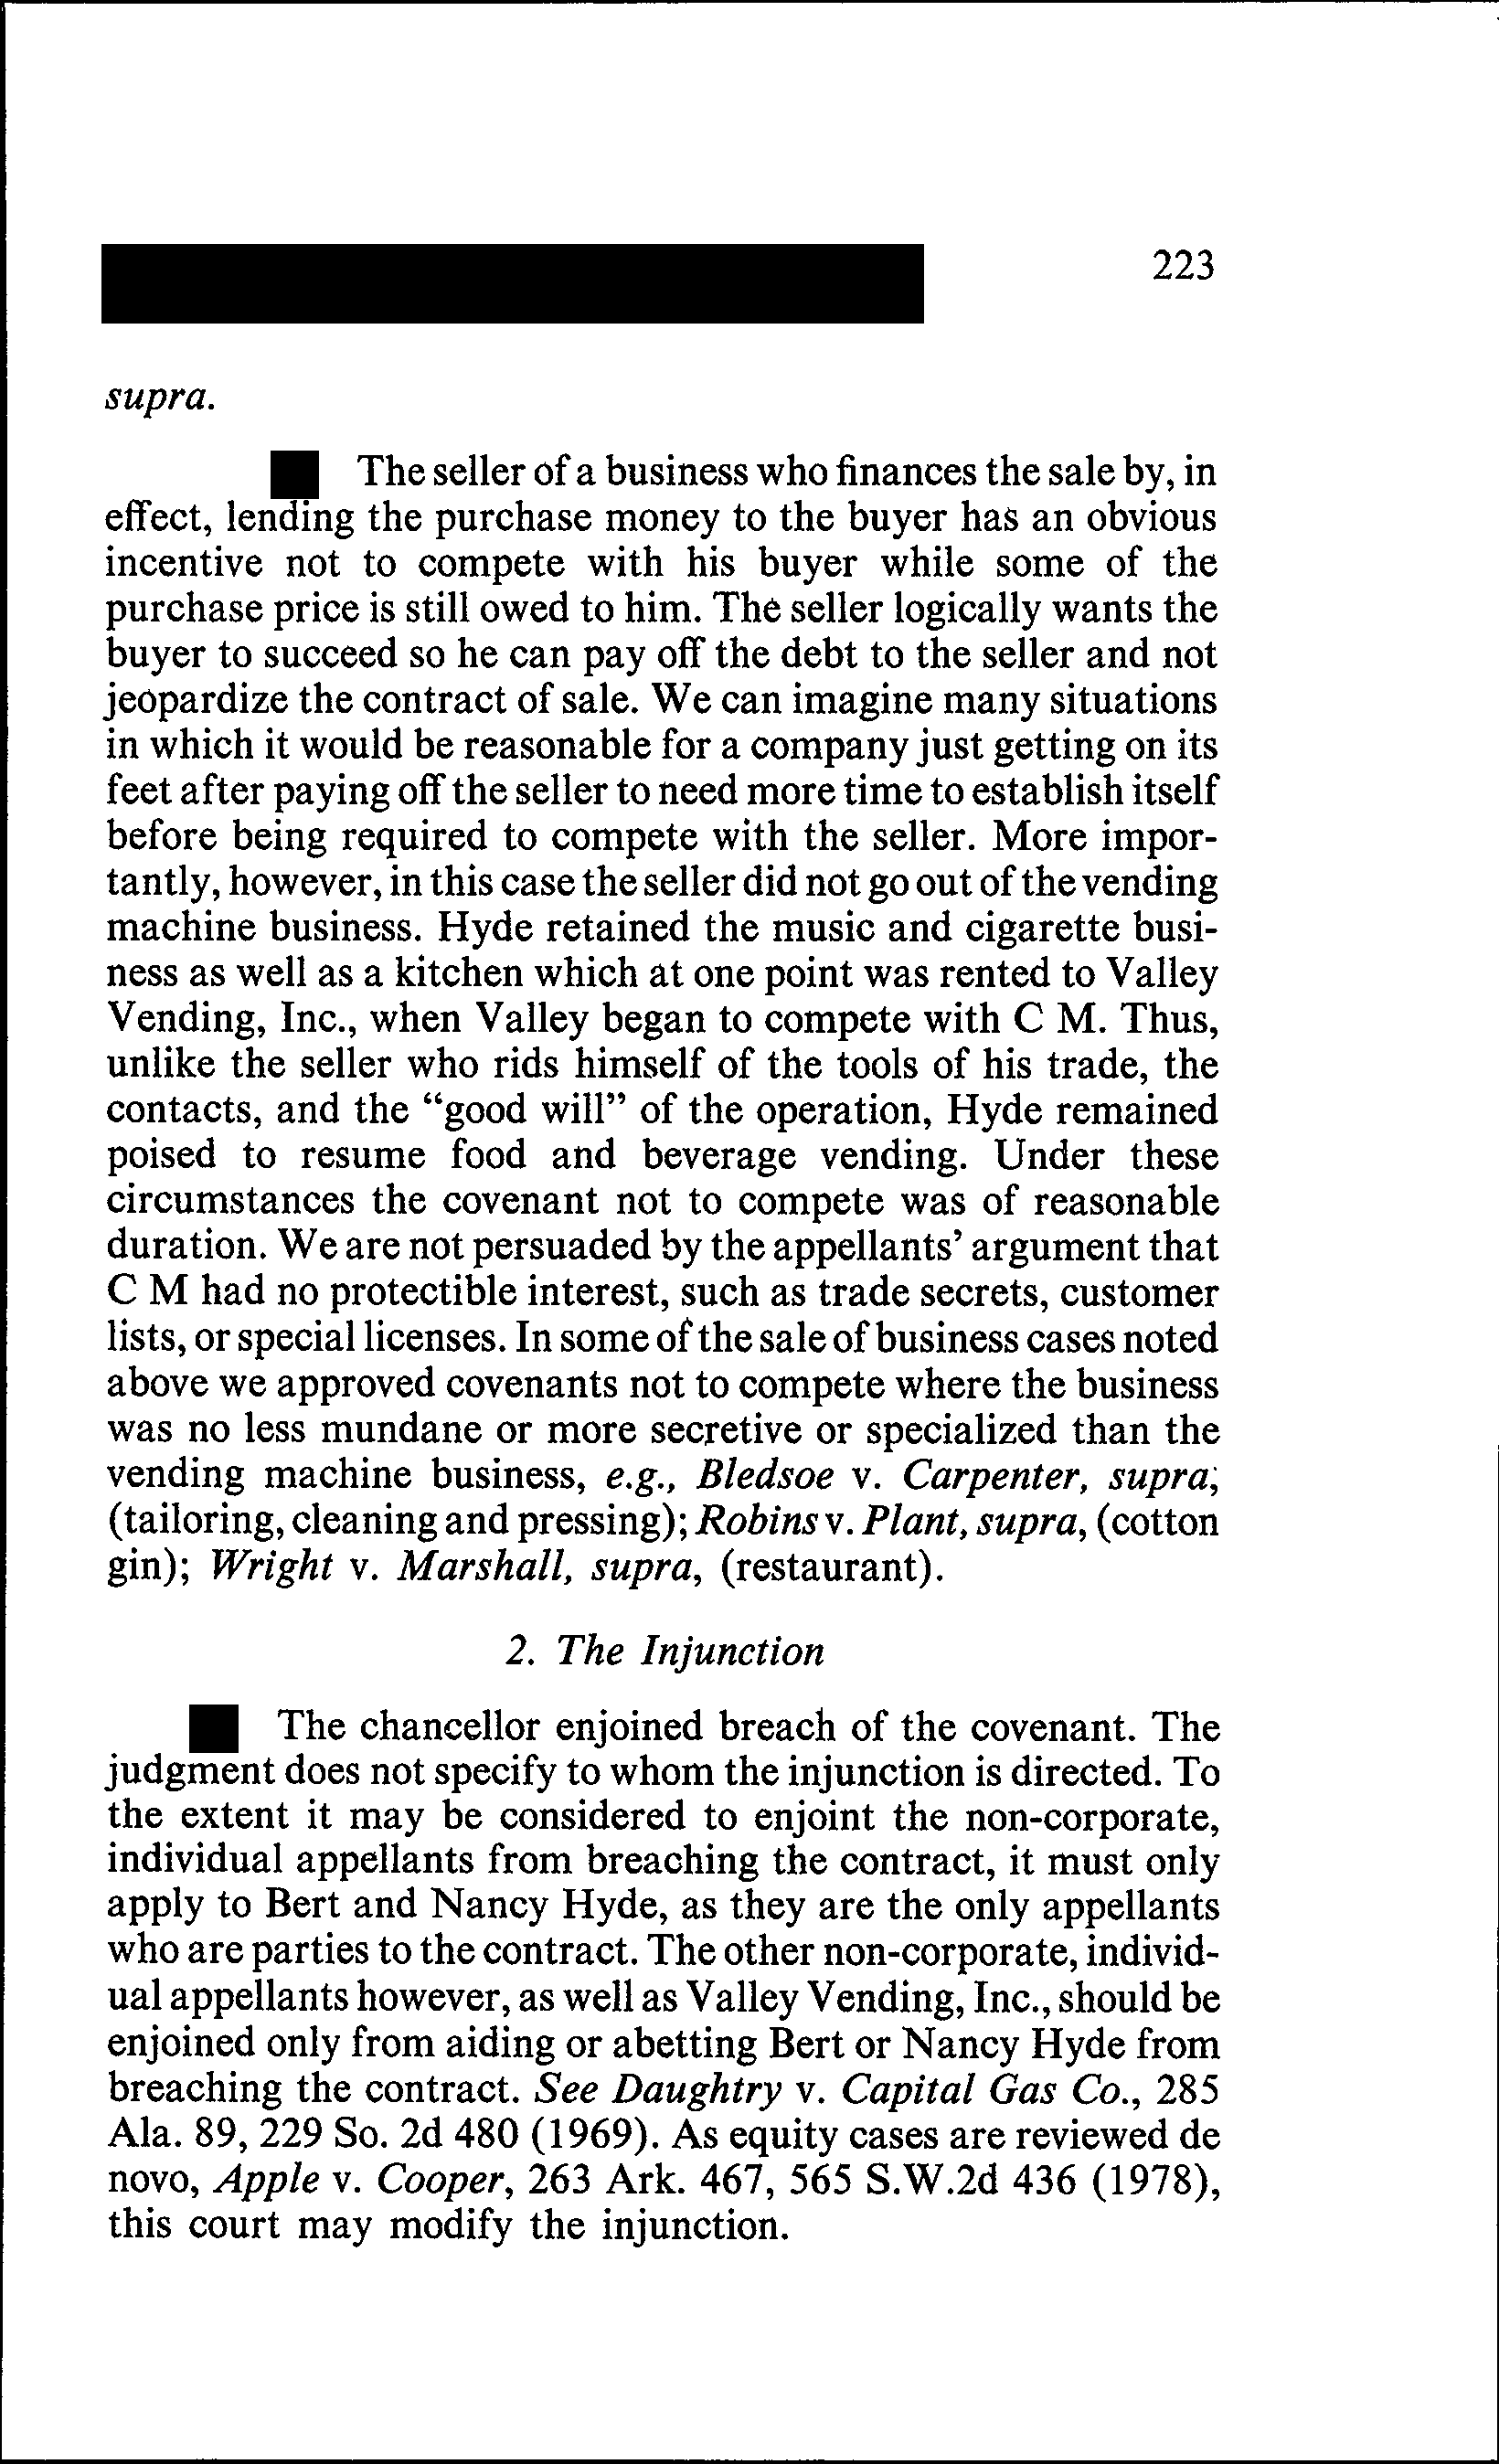 223
supra.
The seller of a business who finances the sale by, in
effect, lending the purchase money to the buyer has an obvious
incentive not to compete with his buyer while some of the
purchase price is still owed to him. The seller logically wants the
buyer to succeed so he can pay off the debt to the seller and not
jeopardize the contract of sale. We can imagine many situations
in which it would be reasonable for a company just getting on its
feet after paying off the seller to need more time to establish itself
before being required to compete with the seller. More impor-
tantly, however, in this case the seller did not go out of the vending
machine business. Hyde retained the music and cigarette busi-
ness as well as a kitchen which at one point was rented to Valley
Vending, Inc., when Valley began to compete with C M. Thus,
unlike the seller who rids himself of the tools of his trade, the
contacts, and the “good will” of the operation, Hyde remained
poised to resume food and beverage vending. Under these
circumstances the covenant not to compete was of reasonable
duration. We are not persuaded by the appellants’ argument that
C M had no protectible interest, such as trade secrets, customer
lists, or special licenses. In some of the sale of business cases noted
above we approved covenants not to compete where the business
was no less mundane or more secretive or specialized than the
vending machine business, e.g., Bledsoe v. Carpenter, supra;
(tailoring, cleaning and pressing); Robins v. Plant, supra, (cotton
gin); Wright v. Marshall, supra, (restaurant).
2. The Injunction
The chancellor enjoined breach of the covenant. The
judgment does not specify to whom the injunction is directed. To
the extent it may be considered to enjoint the non-corporate,
individual appellants from breaching the contract, it must only
apply to Bert and Nancy Hyde, as they are the only appellants
who are parties to the contract. The other non-corporate, individ-
ual appellants however, as well as Valley Vending, Inc., should be
enjoined only from aiding or abetting Bert or Nancy Hyde from
breaching the contract. See Daughtry v. Capital Gas Co., 285
Ala. 89, 229 So. 2d 480 (1969). As equity cases are reviewed de
novo, Apple v. Cooper, 263 Ark. 467, 565 S.W.2d 436 (1978),
this court may modify the injunction.